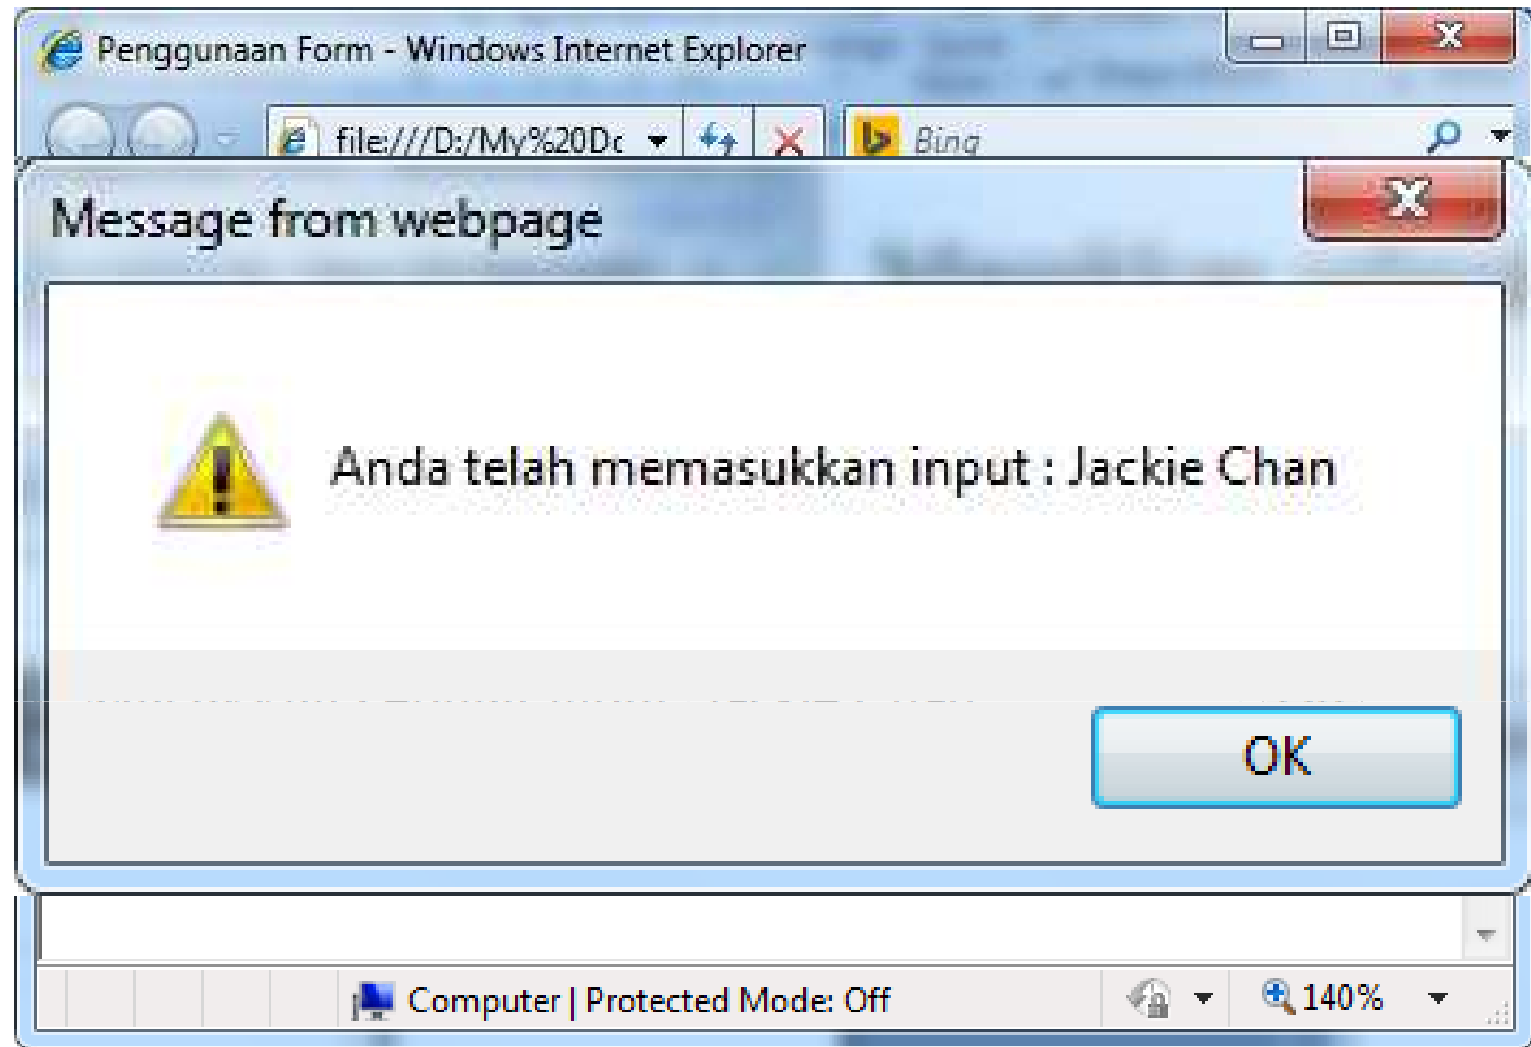 Penggunaan Form - Windows Internet Explorer
file:///D:/My%20Dc
Bing
Message from webpage
Anda telah memasukkan input : Jackie Chan
OK
Computer | Protected Mode: Off
140%